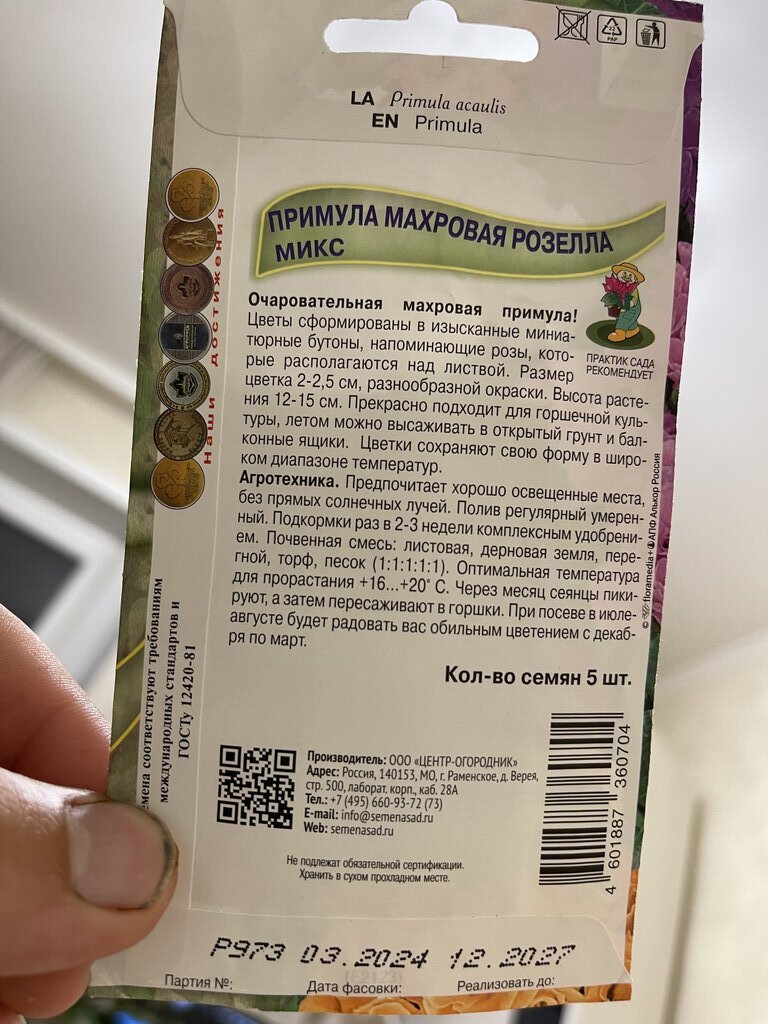 22
PAP
LA Primula acaulis
EN Primula
ПРИМУЛА МАХРОВАЯ РОЗЕЛЛА
МИКС
Очаровательная махровая примула!
Цветы сформированы в изысканные миниа-
тюрные бутоны, напоминающие розы, кото-
рые располагаются над листвой. Размер
цветка 2-2,5 см, разнообразной окраски. Высота расте-
ния 12-15 см. Прекрасно подходит для горшечной куль-
туры, летом можно высаживать в открытый грунт и бал-
конные ящики. Цветки сохраняют свою форму в широ-
ком диапазоне температур.
ПРАКТИК САДА
РЕКОМЕНДУЕТ
Агротехника. Предпочитает хорошо освещенные места,
без прямых солнечных лучей. Полив регулярный умерен-
ный. Подкормки раз в 2-3 недели комплексным удобрени-
ем. Почвенная смесь: листовая, дерновая земля, пере-
гной, торф, песок (1:1:1:1:1). Оптимальная температура
для прорастания +16...+20° С. Через месяц сеянцы пики-
руют, а затем пересаживают в горшки. При посеве в июле-
августе будет радовать вас обильным цветением с декаб-
ря по март.
Кол-во семян 5 шт.
Наши достижения
емена соответствуют требованиям
международных стандартов и
ГОСТу 12420-81
© floramedia + АПФ Алькор Россия
Производитель: ООО «ЦЕНТР-ОГОРОДНИК»
Адрес: Россия, 140153, МО, г. Раменское, д. Верея,
стр. 500, лаборат. корп., каб. 28А
Тел.: +7 (495) 660-93-72 (73)
E-mail: info@semenasad.ru
Web: semenasad.ru
4 601887 360704
Не подлежат обязательной сертификации.
Хранить в сухом прохладном месте.
Р973 03.2024 12.2027
Партия №: Дата фасовки: Реализовать до: